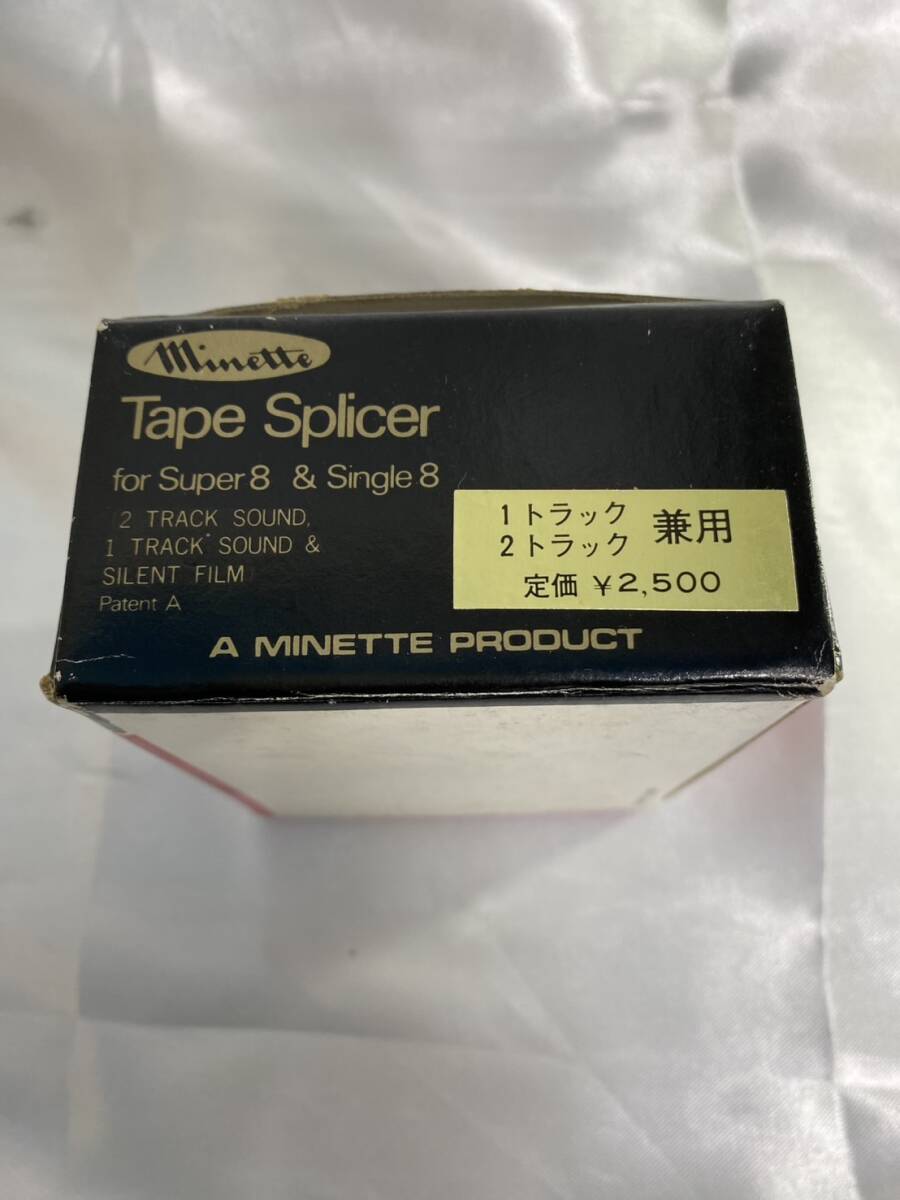 Minette
Tape Splicer
for Super 8 & Single 8
(2 TRACK SOUND,
1 TRACK SOUND &
SILENT FILM)
Patent A
1トラック
2トラック 兼用
定価 ¥2,500
A MINETTE PRODUCT